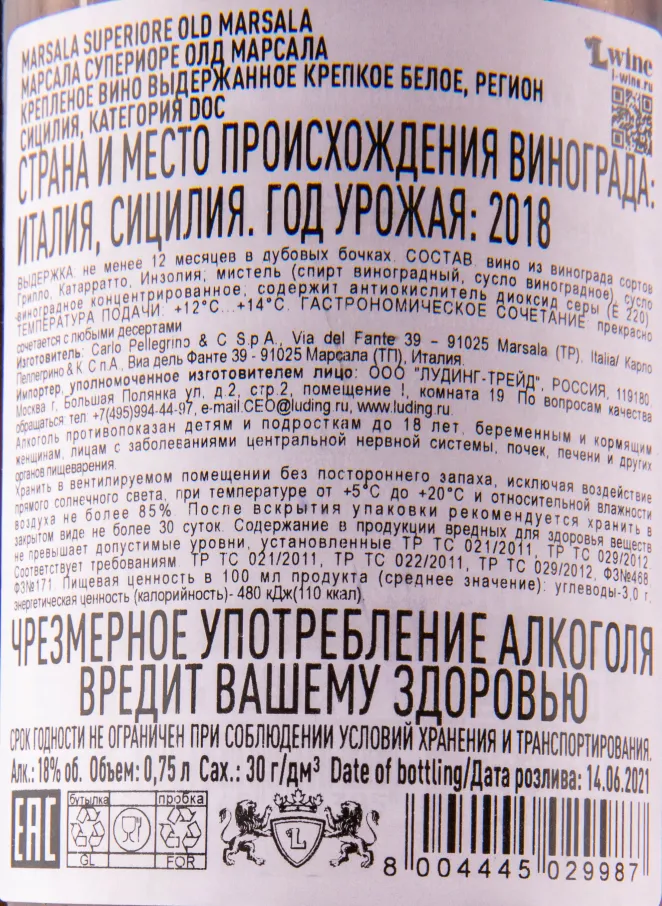 MARSALA SUPERIORE OLD MARSALA
МАРСАЛА СУПЕРИОРЕ ОЛД МАРСАЛА
КРЕПЛЕНОЕ ВИНО ВЫДЕРЖАННОЕ КРЕПКОЕ БЕЛОЕ, РЕГИОН
СИЦИЛИЯ, КАТЕГОРИЯ DOC
Lwine
l-wine.ru
СТРАНА И МЕСТО ПРОИСХОЖДЕНИЯ ВИНОГРАДА:
ИТАЛИЯ, СИЦИЛИЯ. ГОД УРОЖАЯ: 2018
ВЫДЕРЖКА: не менее 12 месяцев в дубовых бочках. СОСТАВ: вино из винограда сортов
Грилло, Катарратто, Инзолия; мистель (спирт виноградный, сусло виноградное), сусло
виноградное концентрированное; содержит антиокислитель диоксид серы (Е 220)
ТЕМПЕРАТУРА ПОДАЧИ: +12°С...+14°С. ГАСТРОНОМИЧЕСКОЕ СОЧЕТАНИЕ: прекрасно
сочетается с любыми десертами
Изготовитель: Carlo Pellegrino & C S.p.A., Via del Fante 39 - 91025 Marsala (TP), Italia/ Карло
Пеллегрино & К С.п.А., Виа дель Фанте 39 - 91025 Марсала (ТП), Италия.
Импортер, уполномоченное изготовителем лицо: ООО "ЛУДИНГ-ТРЕЙД", РОССИЯ, 119180,
Москва г, Большая Полянка ул, д.2, стр.2, помещение I, комната 19 По вопросам качества
обращаться: тел. +7(495)994-44-97, e-mail.CEO@luding.ru, www.luding.ru.
Алкоголь противопоказан детям и подросткам до 18 лет, беременным и кормящим
женщинам, лицам с заболеваниями центральной нервной системы, почек, печени и других
органов пищеварения.
Хранить в вентилируемом помещении без постороннего запаха, исключая воздействие
прямого солнечного света, при температуре от +5°С до +20°С и относительной влажности
воздуха не более 85%. После вскрытия упаковки рекомендуется хранить в
закрытом виде не более 30 суток. Содержание в продукции вредных для здоровья веществ
не превышает допустимые уровни, установленные ТР ТС 021/2011, ТР ТС 029/2012.
Соответствует требованиям: ТР ТС 021/2011, ТР ТС 022/2011, ТР ТС 029/2012, ФЗ№468
ФЗ№171 Пищевая ценность в 100 мл продукта (среднее значение): углеводы-3,0 г,
энергетическая ценность (калорийность)- 480 кДж(110 ккал).
ЧРЕЗМЕРНОЕ УПОТРЕБЛЕНИЕ АЛКОГОЛЯ
ВРЕДИТ ВАШЕМУ ЗДОРОВЬЮ
СРОК ГОДНОСТИ НЕ ОГРАНИЧЕН ПРИ СОБЛЮДЕНИИ УСЛОВИЙ ХРАНЕНИЯ И ТРАНСПОРТИРОВАНИЯ.
Алк.: 18% об. Объем: 0,75 л Сах.: 30 г/дм³ Date of bottling/Дата розлива: 14.06.2021
EAC
бутылка пробка
GL FOR
L
8 004445 029987